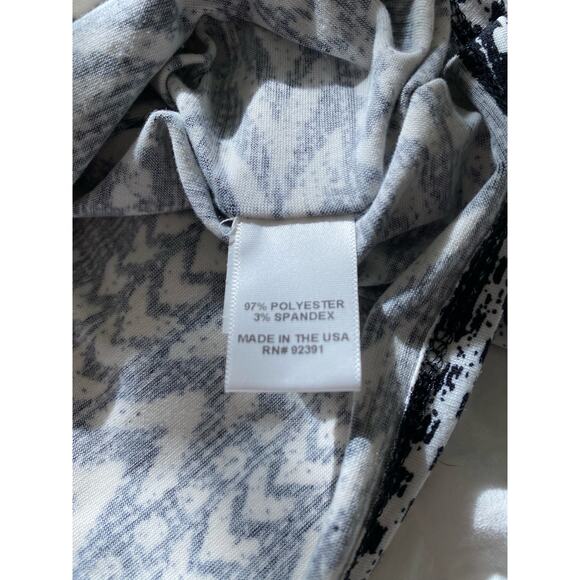 97% POLYESTER
3% SPANDEX
MADE IN THE USA
RN# 92391